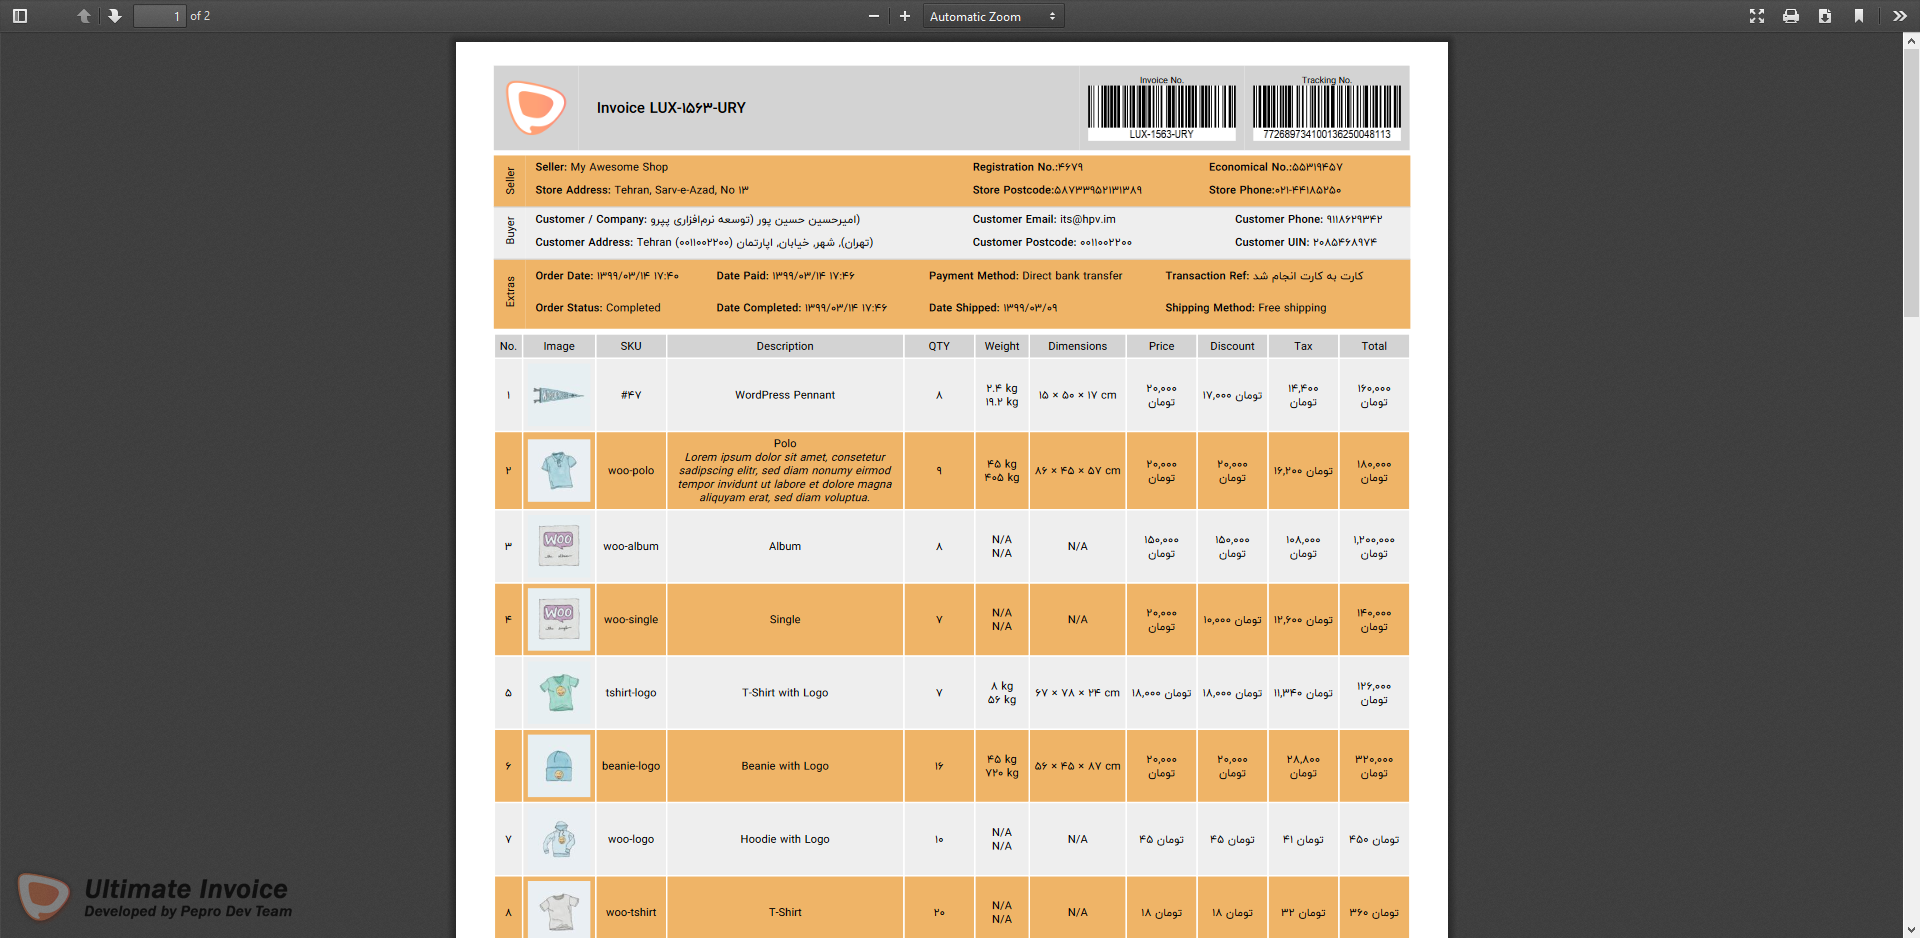 1 of 2
Automatic Zoom
Invoice LUX-۱۵۶۳-URY
Invoice No.
LUX-1563-URY
Tracking No.
772689734100136250048113
Seller
Seller: My Awesome Shop
Registration No.:۴۶۷۹
Economical No.:۵۵۳۱۹۴۵۷
Store Address: Tehran, Sarv-e-Azad, No ۱۳
Store Postcode:۵۸۷۳۳۹۵۲۱۳۱۳۸۹
Store Phone:۰۲۱-۴۴۱۸۵۲۵۰
Buyer
Customer / Company: امیرحسین حسین پور (توسعه نرم‌افزاری پپرو)
Customer Email: its@hpv.im
Customer Phone: ۹۱۱۸۶۲۹۳۴۲
Customer Address: Tehran (تهران), شهر, خیابان, اپارتمان (۰۰۱۱۰۰۲۲۰۰)
Customer Postcode: ۰۰۱۱۰۰۲۲۰۰
Customer UIN: ۲۰۸۵۴۶۸۹۷۴
Extras
Order Date: ۱۳۹۹/۰۳/۱۴ ۱۷:۴۰
Date Paid: ۱۳۹۹/۰۳/۱۴ ۱۷:۴۶
Payment Method: Direct bank transfer
Transaction Ref: کارت به کارت انجام شد
Order Status: Completed
Date Completed: ۱۳۹۹/۰۳/۱۴ ۱۷:۴۶
Date Shipped: ۱۳۹۹/۰۳/۰۹
Shipping Method: Free shipping
No. Image SKU Description QTY Weight Dimensions Price Discount Tax Total
۱ #۴۷ WordPress Pennant ۸ ۲.۴ kg ۱۵ × ۵۰ × ۱۷ cm ۲۰,۰۰۰ ۱۷,۰۰۰ تومان ۱۴,۴۰۰ ۱۶۰,۰۰۰
۱۹.۲ kg تومان تومان تومان
Polo
Lorem ipsum dolor sit amet, consetetur
sadipscing elitr, sed diam nonumy eirmod
tempor invidunt ut labore et dolore magna
aliquyam erat, sed diam voluptua.
۲ woo-polo ۹ ۴۵ kg ۸۶ × ۴۵ × ۵۷ cm ۲۰,۰۰۰ ۲۰,۰۰۰ ۱۶,۲۰۰ تومان ۱۸۰,۰۰۰
۴۰۵ kg تومان تومان تومان
۳ woo-album Album ۸ N/A N/A ۱۵۰,۰۰۰ ۱۵۰,۰۰۰ ۱۰۸,۰۰۰ ۱,۲۰۰,۰۰۰
N/A تومان تومان تومان تومان
۴ woo-single Single ۷ N/A N/A ۲۰,۰۰۰ ۱۰,۰۰۰ تومان ۱۲,۶۰۰ تومان ۱۴۰,۰۰۰
N/A تومان تومان
۵ tshirt-logo T-Shirt with Logo ۷ ۸ kg ۶۷ × ۷۸ × ۲۴ cm ۱۸,۰۰۰ تومان ۱۸,۰۰۰ تومان ۱۱,۳۴۰ تومان ۱۲۶,۰۰۰
۵۶ kg تومان
۶ beanie-logo Beanie with Logo ۱۶ ۴۵ kg ۵۶ × ۴۵ × ۸۷ cm ۲۰,۰۰۰ ۲۰,۰۰۰ ۲۸,۸۰۰ ۳۲۰,۰۰۰
۷۲۰ kg تومان تومان تومان تومان
۷ woo-logo Hoodie with Logo ۱۰ N/A N/A ۴۵ تومان ۴۵ تومان ۴۱ تومان ۴۵۰ تومان
N/A
۸ woo-tshirt T-Shirt ۲۰ N/A N/A ۱۸ تومان ۱۸ تومان ۳۲ تومان ۳۶۰ تومان
N/A
WOO
WOO
Ultimate Invoice
Developed by Pepro Dev Team